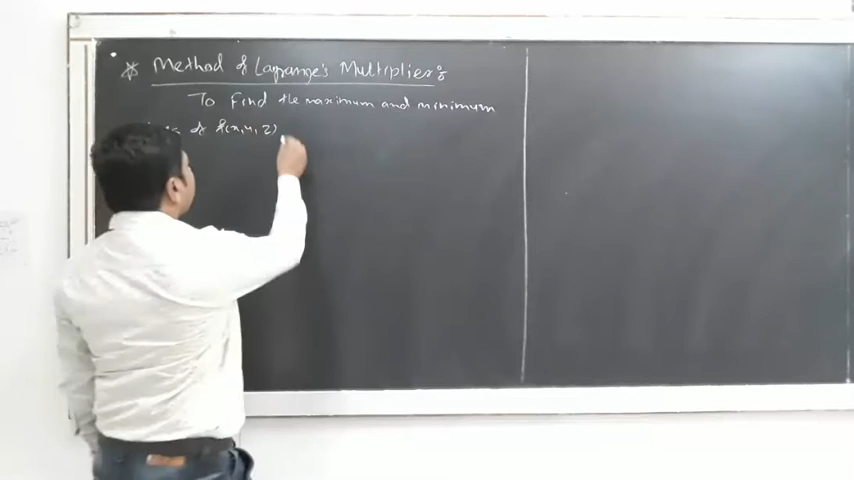 * Method of Lagrange's Multipliers:
To Find the maximum and minimum
of f(x,y,z)